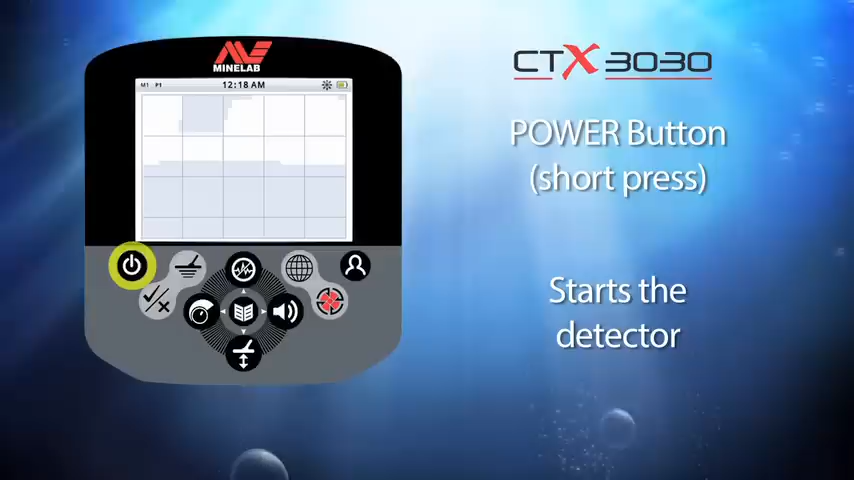 MINELAB
M1 P1 12:18 AM
CTX 3030
POWER Button
(short press)
Starts the
detector